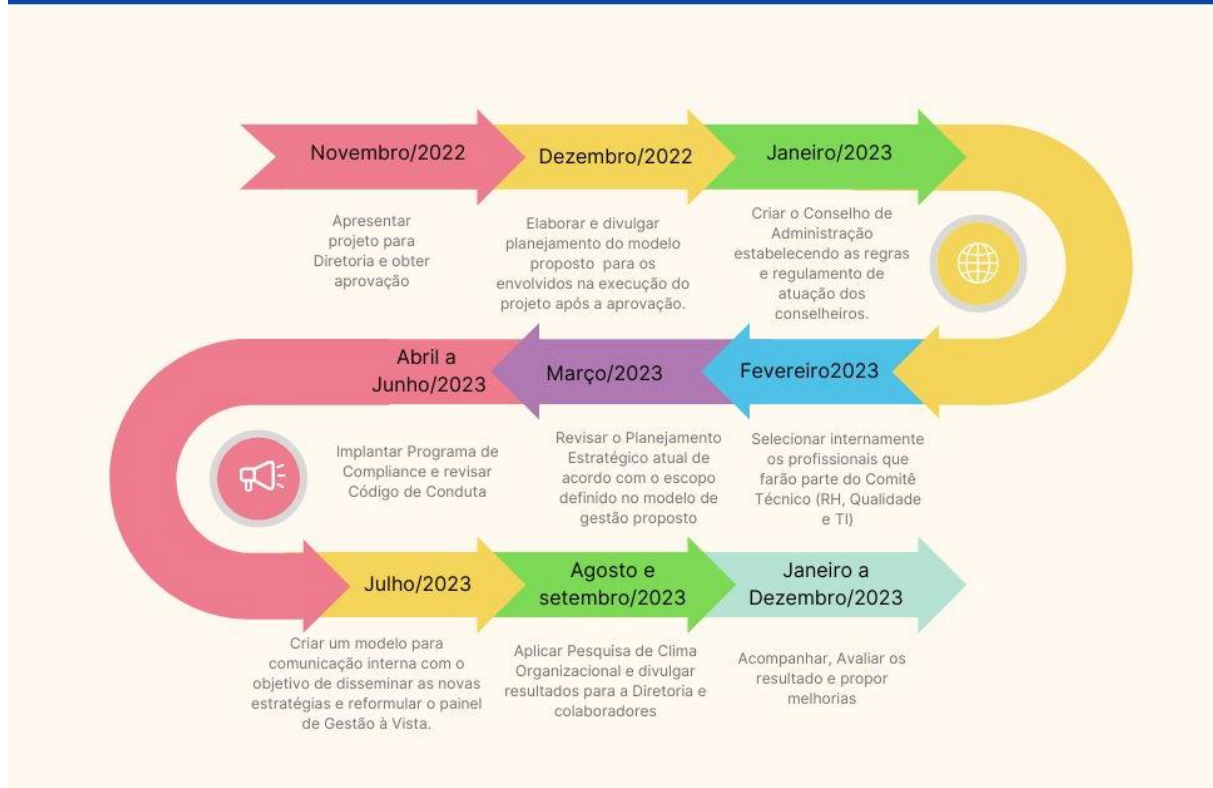 Novembro/2022
Apresentar
projeto para
Diretoria e obter
aprovação
Dezembro/2022
Elaborar e divulgar
planejamento do modelo
proposto para os
envolvidos na execução do
projeto após a aprovação.
Janeiro/2023
Criar o Conselho de
Administração
estabelecendo as regras
e regulamento de
atuação dos
conselheiros.
Fevereiro2023
Selecionar internamente
os profissionais que
farão parte do Comitê
Técnico (RH, Qualidade
e TI)
Março/2023
Revisar o Planejamento
Estratégico atual de
acordo com o escopo
definido no modelo de
gestão proposto
Abril a
Junho/2023
Implantar Programa de
Compliance e revisar
Código de Conduta
Julho/2023
Criar um modelo para
comunicação interna com o
objetivo de disseminar as novas
estratégias e reformular o painel
de Gestão à Vista.
Agosto e
setembro/2023
Aplicar Pesquisa de Clima
Organizacional e divulgar
resultados para a Diretoria e
colaboradores
Janeiro a
Dezembro/2023
Acompanhar, Avaliar os
resultado e propor
melhorias